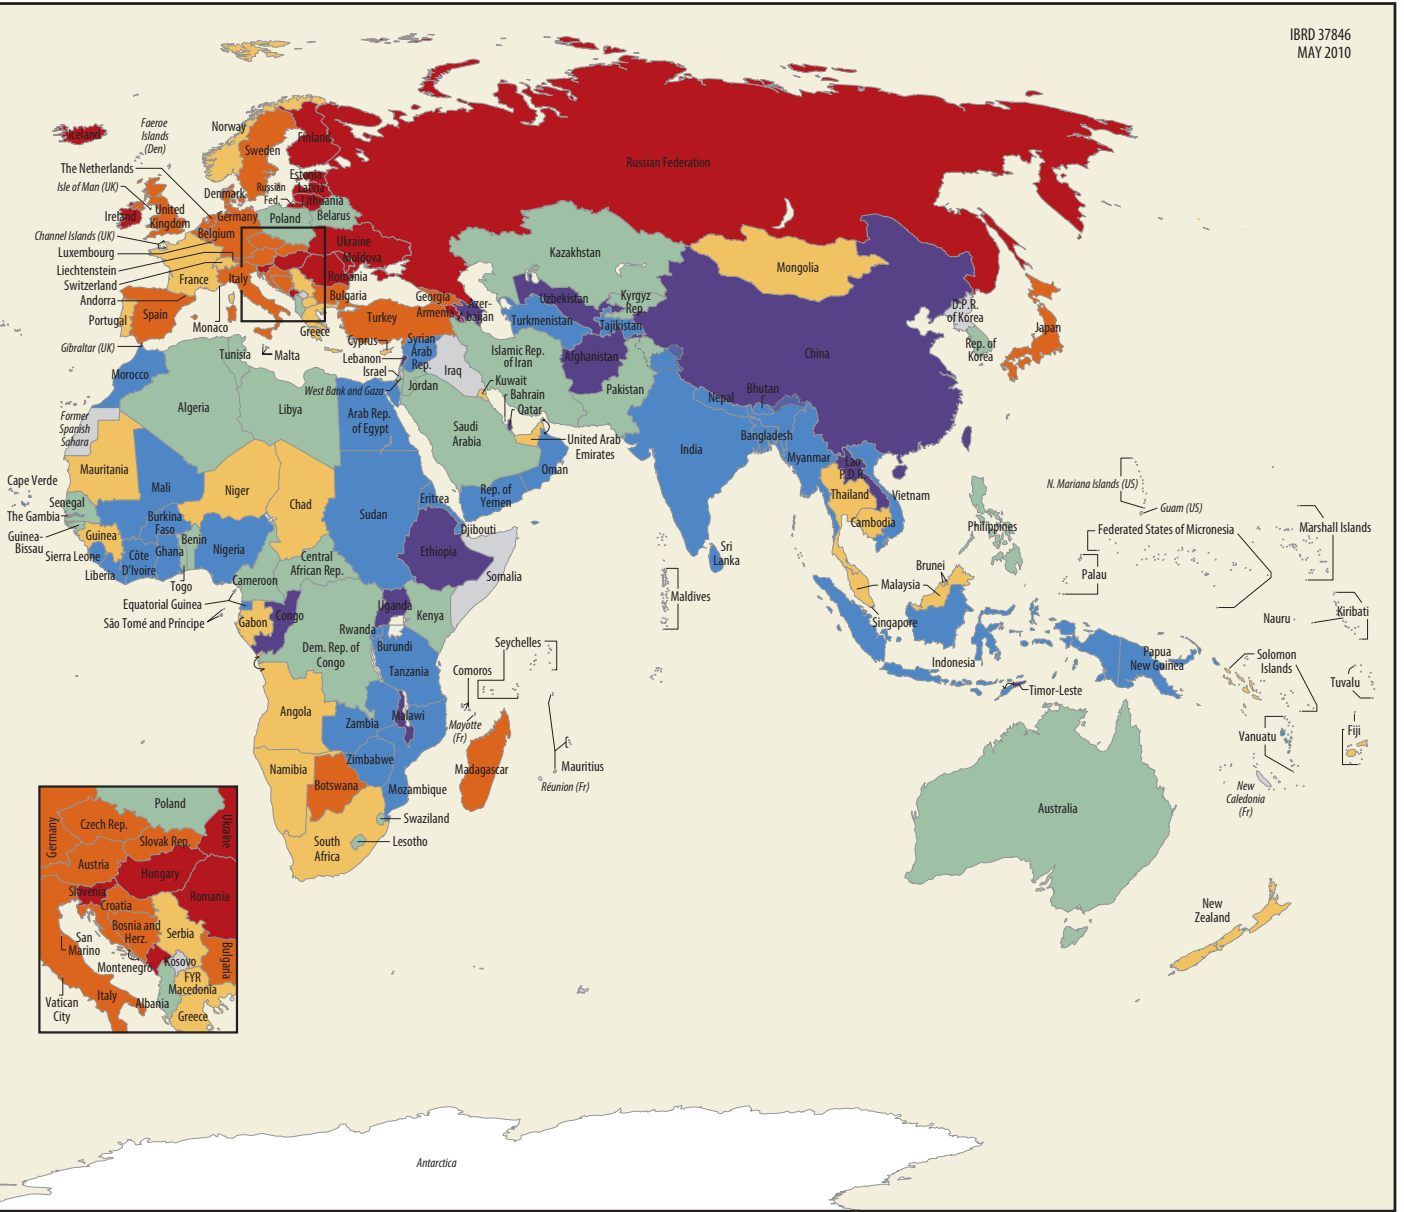 IBRD 37846
MAY 2010
Faeroe
Islands
(Den)
Iceland
Norway
Sweden
Finland
Russian Federation
The Netherlands
Isle of Man (UK)
Denmark
Estonia
Russian
Fed.
Latvia
Lithuania
Ireland
United
Kingdom
Germany
Poland
Belarus
Channel Islands (UK)
Belgium
Ukraine
Luxembourg
Moldova
Kazakhstan
Mongolia
Liechtenstein
France
Italy
Romania
Switzerland
Andorra
Bulgaria
Georgia
Armenia
Azer-
baijan
Uzbekistan
Kyrgyz
Rep.
D.P.R.
of Korea
Portugal
Spain
Monaco
Greece
Turkey
Turkmenistan
Tajikistan
Japan
Gibraltar (UK)
Tunisia
Malta
Cyprus
Lebanon
Israel
Syrian
Arab
Rep.
Iraq
Islamic Rep.
of Iran
Afghanistan
China
Rep. of
Korea
Morocco
West Bank and Gaza
Jordan
Kuwait
Bahrain
Qatar
Pakistan
Nepal
Bhutan
Former
Spanish
Sahara
Algeria
Libya
Arab Rep.
of Egypt
Saudi
Arabia
United Arab
Emirates
Oman
India
Bangladesh
Myanmar
Lao
P.D.R.
Mauritania
Cape Verde
Mali
Niger
Chad
Sudan
Eritrea
Rep. of
Yemen
Thailand
Vietnam
N. Mariana Islands (US)
Guam (US)
Senegal
The Gambia
Guinea-
Bissau
Guinea
Burkina
Faso
Benin
Nigeria
Djibouti
Ethiopia
Cambodia
Philippines
Federated States of Micronesia
Marshall Islands
Sierra Leone
Liberia
Côte
D'Ivoire
Ghana
Togo
Central
African Rep.
Cameroon
Somalia
Sri
Lanka
Brunei
Malaysia
Palau
Equatorial Guinea
São Tomé and Príncipe
Gabon
Congo
Uganda
Kenya
Maldives
Singapore
Nauru
Kiribati
Rwanda
Burundi
Dem. Rep. of
Congo
Tanzania
Seychelles
Comoros
Indonesia
Papua
New Guinea
Solomon
Islands
Timor-Leste
Tuvalu
Angola
Zambia
Malawi
Mayotte
(Fr)
Vanuatu
Fiji
Namibia
Zimbabwe
Botswana
Mozambique
Madagascar
Mauritius
Réunion (Fr)
New
Caledonia
(Fr)
Swaziland
Lesotho
South
Africa
Australia
New
Zealand
Poland
Germany
Czech Rep.
Ukraine
Slovak Rep.
Austria
Hungary
Slovenia
Croatia
Romania
Bosnia and
Herz.
Serbia
San
Marino
Montenegro
Kosovo
Bulgaria
FYR
Macedonia
Vatican
City
Italy
Albania
Greece
Antarctica